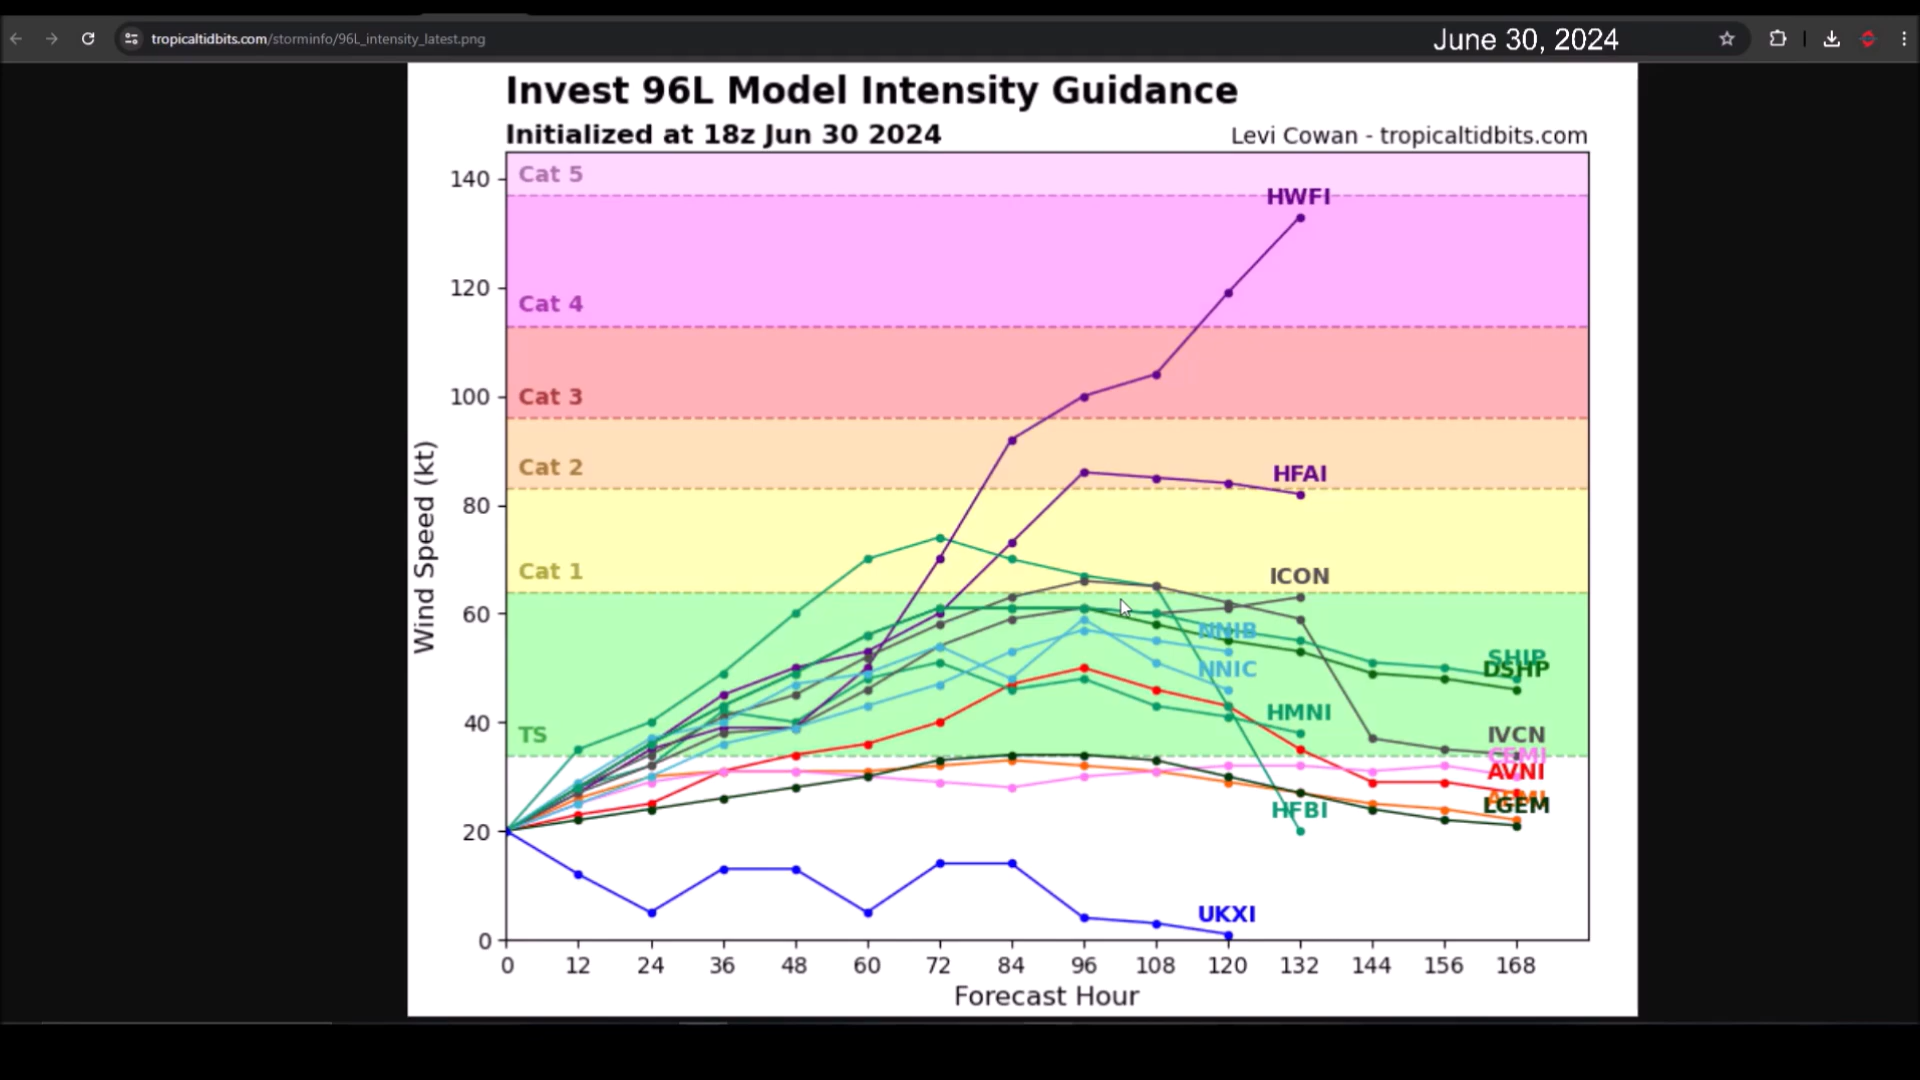 tropicaltidbits.com/storminfo/96L_intensity_latest.png
June 30, 2024
Invest 96L Model Intensity Guidance
Initialized at 18z Jun 30 2024
Levi Cowan - tropicaltidbits.com
Wind Speed (kt)
140
120
100
80
60
40
20
0
Cat 5
Cat 4
Cat 3
Cat 2
Cat 1
TS
HWFI
HFAI
ICON
NNIB
NNIC
HMNI
HFBI
UKXI
SHIP
DSHP
IVCN
CEMI
AVNI
LGEM
0 12 24 36 48 60 72 84 96 108 120 132 144 156 168
Forecast Hour